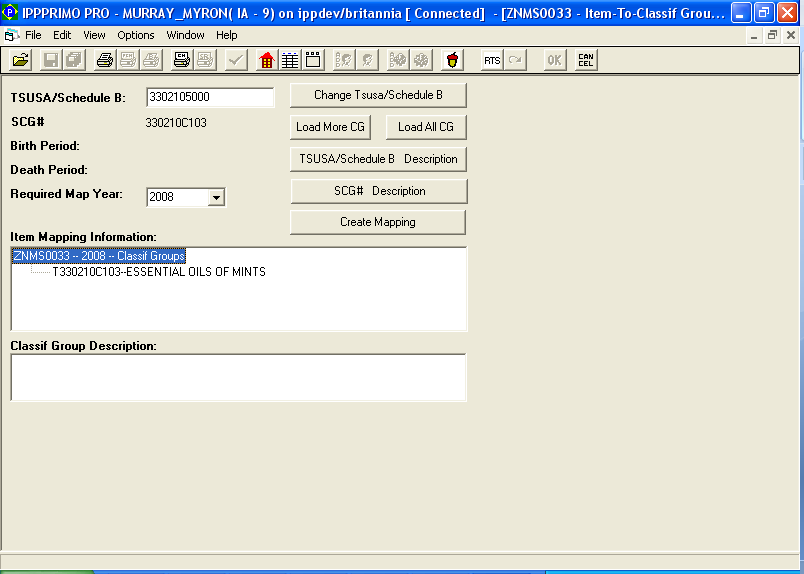 IPPPRIMO PRO - MURRAY_MYRON( IA - 9) on ippdev/britannia [ Connected] - [ZNMS0033 - Item-To-Classif Grou...
File Edit View Options Window Help
RTS OK CAN CEL
TSUSA/Schedule B: 3302105000 Change Tsusa/Schedule B
SCG# 330210C103 Load More CG Load All CG
Birth Period:
Death Period: TSUSA/Schedule B Description
Required Map Year: 2008 SCG# Description
Create Mapping
Item Mapping Information:
ZNMS0033 -- 2008 -- Classif Groups
T330210C103--ESSENTIAL OILS OF MINTS
Classif Group Description: